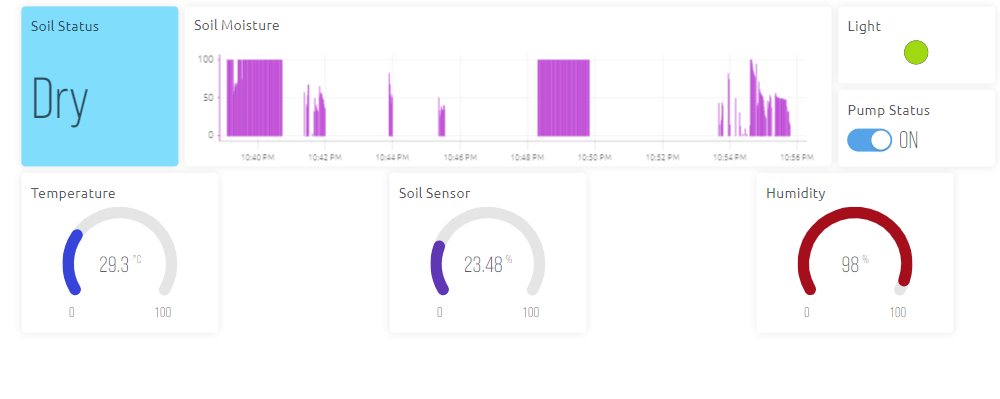 Soil Status
Dry
Soil Moisture
100
50
0
10:40 PM 10:42 PM 10:44 PM 10:46 PM 10:48 PM 10:50 PM 10:52 PM 10:54 PM 10:56 PM
Light
Pump Status
ON
Temperature
29.3 °C
0 100
Soil Sensor
23.48 %
0 100
Humidity
98 %
0 100